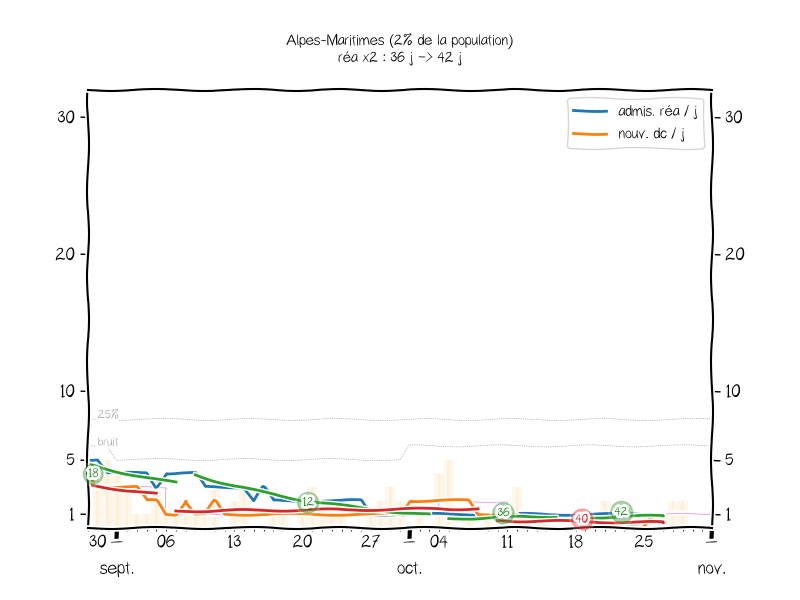 Alpes-Maritimes (2% de la population)
réa x2 : 36 j -> 42 j
admis. réa / j
nouv. dc / j
30 30
20 20
10 10
25%
bruit
5 5
18
12
36
40
42
1 1
30 06 13 20 27 04 11 18 25
sept. oct. nov.